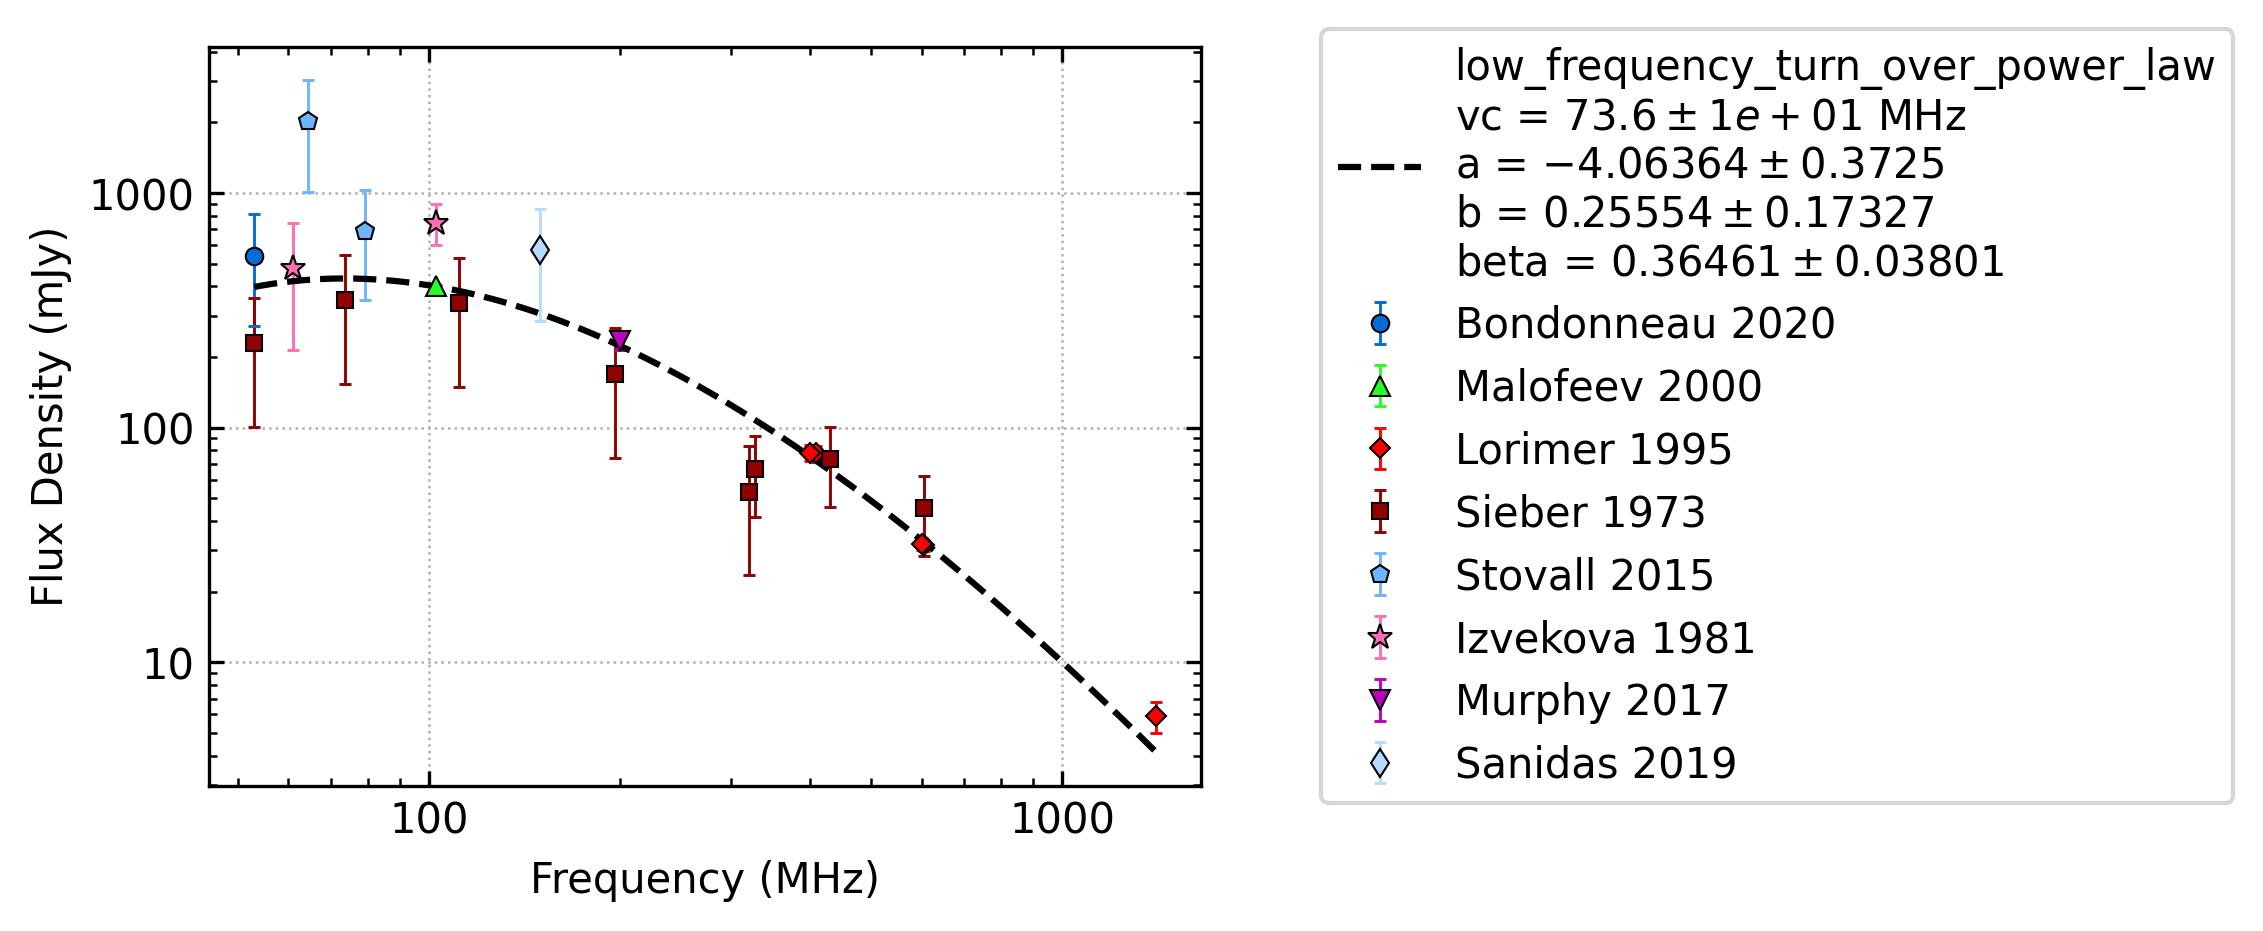 1000
100
10
Flux Density (mJy)
100
1000
Frequency (MHz)
low_frequency_turn_over_power_law
vc = 73.6 ± 1e + 01 MHz
a = −4.06364 ± 0.3725
b = 0.25554 ± 0.17327
beta = 0.36461 ± 0.03801
Bondonneau 2020
Malofeev 2000
Lorimer 1995
Sieber 1973
Stovall 2015
Izvekova 1981
Murphy 2017
Sanidas 2019